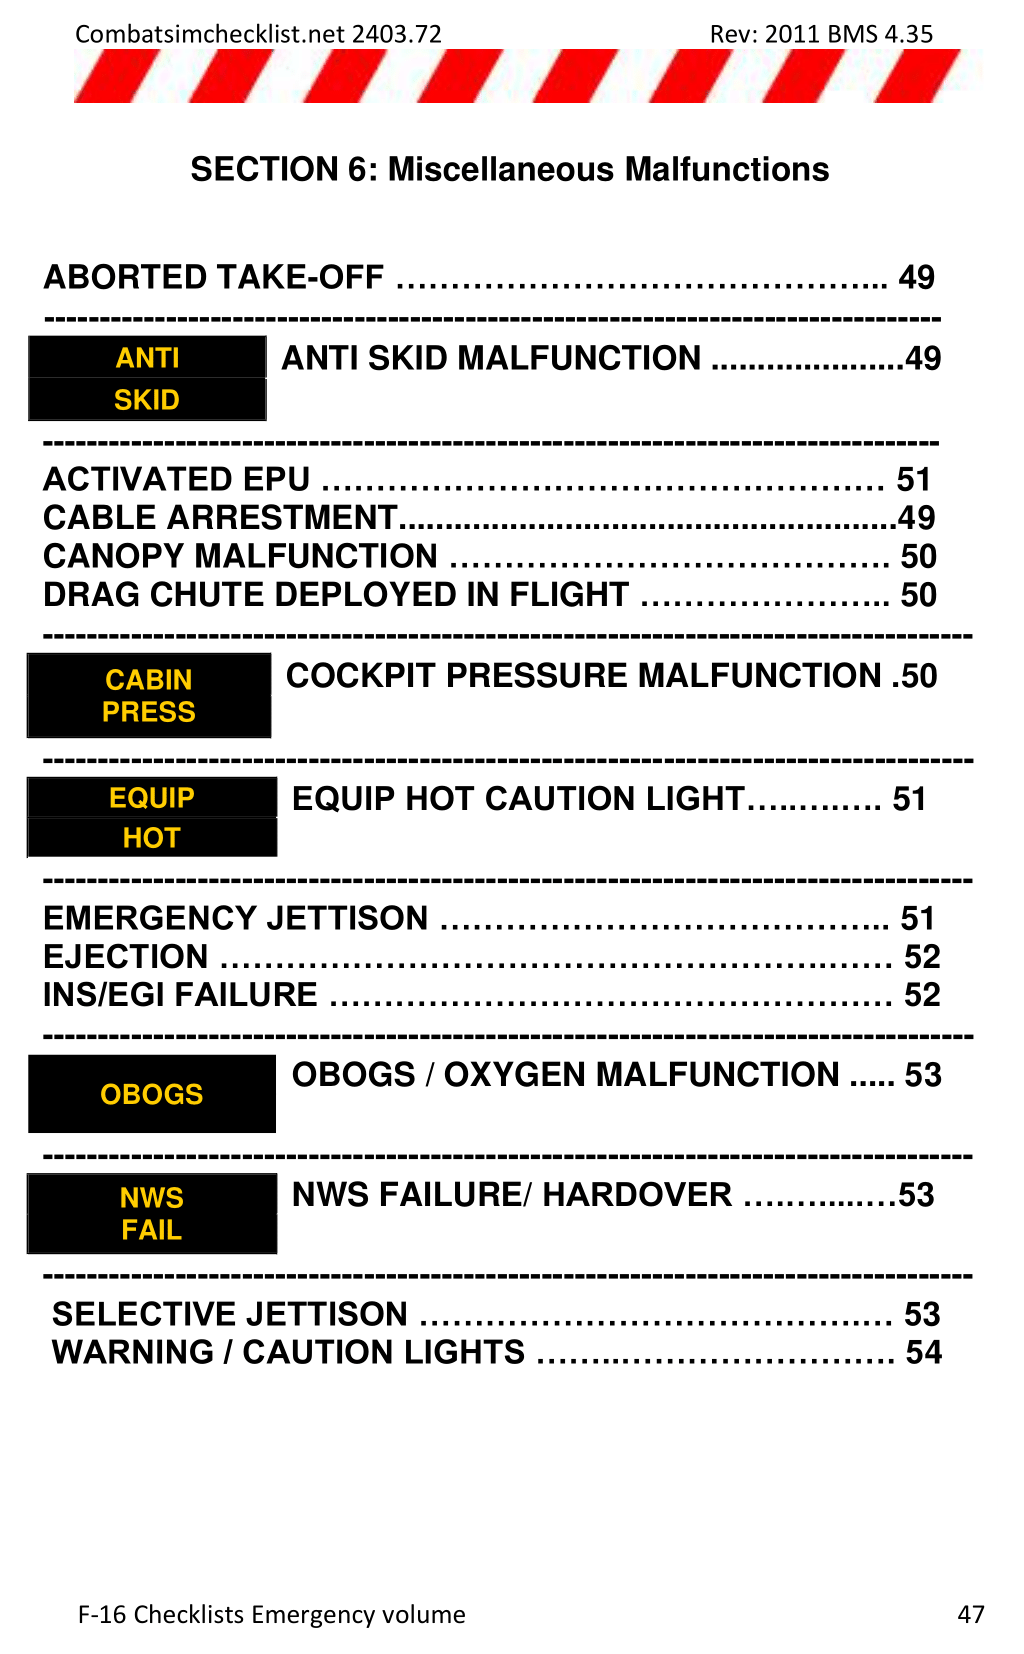 Combatsimchecklist.net 2403.72 Rev: 2011 BMS 4.35
SECTION 6: Miscellaneous Malfunctions
ABORTED TAKE-OFF ……………………………………... 49
--------------------------------------------------------------------------------
ANTI ANTI SKID MALFUNCTION .....................49
SKID
--------------------------------------------------------------------------------
ACTIVATED EPU …………………………………………… 51
CABLE ARRESTMENT......................................................49
CANOPY MALFUNCTION …………………………………. 50
DRAG CHUTE DEPLOYED IN FLIGHT ………………….. 50
-----------------------------------------------------------------------------------
CABIN COCKPIT PRESSURE MALFUNCTION .50
PRESS
-----------------------------------------------------------------------------------
EQUIP EQUIP HOT CAUTION LIGHT…..…..…. 51
HOT
-----------------------------------------------------------------------------------
EMERGENCY JETTISON ………………………………….. 51
EJECTION ……………………………………………….…… 52
INS/EGI FAILURE …………………………………………… 52
-----------------------------------------------------------------------------------
OBOGS OBOGS / OXYGEN MALFUNCTION ..... 53
-----------------------------------------------------------------------------------
NWS NWS FAILURE/ HARDOVER …..…....…53
FAIL
-----------------------------------------------------------------------------------
SELECTIVE JETTISON ………………………………….… 53
WARNING / CAUTION LIGHTS ……..…………………… 54
F-16 Checklists Emergency volume 47